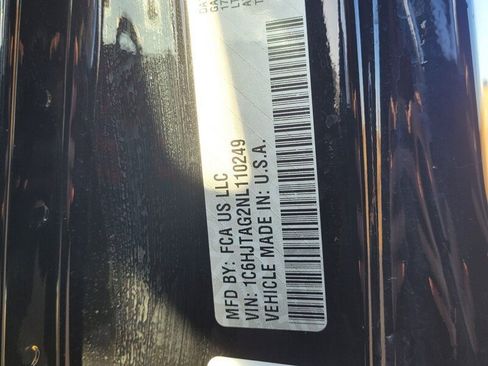 MFD BY: FCA US LLC
VIN: 1C6HJTAG2NL110249
VEHICLE MADE IN: U.S.A.